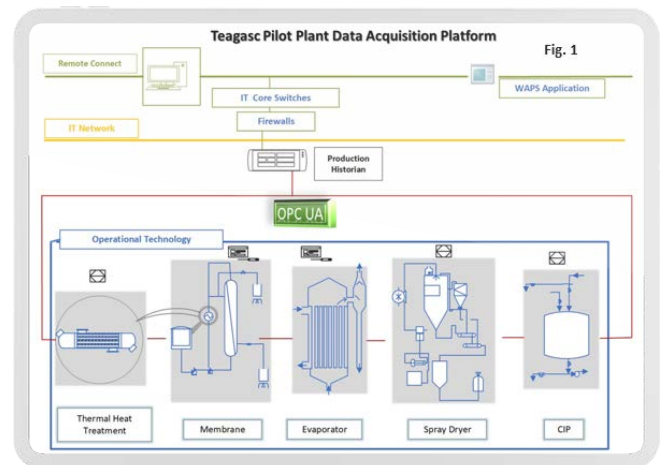 Teagasc Pilot Plant Data Acquisition Platform
Fig. 1
Remote Connect
WAPS Application
IT Core Switches
Firewalls
IT Network
Production
Historian
OPC UA
Operational Technology
Thermal Heat
Treatment
Membrane
Evaporator
Spray Dryer
CIP